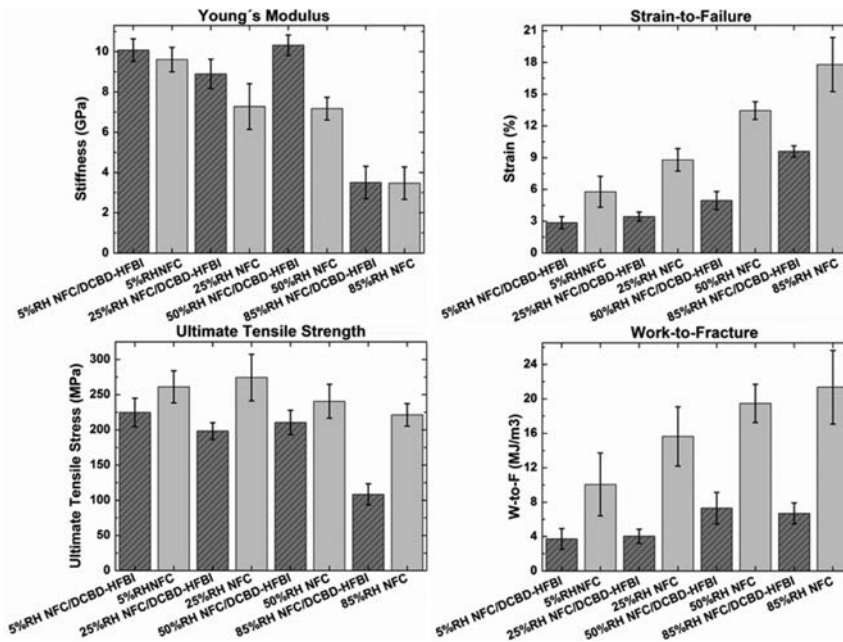 Young´s Modulus
Stiffness (GPa)
10
8
6
4
2
0
5%RH NFC/DCBD-HFBI
5%RHNFC
25%RH NFC/DCBD-HFBI
25%RH NFC
50%RH NFC/DCBD-HFBI
50%RH NFC
85%RH NFC/DCBD-HFBI
85%RH NFC
Strain-to-Failure
Strain (%)
21
18
15
12
9
6
3
0
5%RH NFC/DCBD-HFBI
5%RHNFC
25%RH NFC/DCBD-HFBI
25%RH NFC
50%RH NFC/DCBD-HFBI
50%RH NFC
85%RH NFC/DCBD-HFBI
85%RH NFC
Ultimate Tensile Strength
Ultimate Tensile Stress (MPa)
300
250
200
150
100
50
0
5%RH NFC/DCBD-HFBI
5%RHNFC
25%RH NFC/DCBD-HFBI
25%RH NFC
50%RH NFC/DCBD-HFBI
50%RH NFC
85%RH NFC/DCBD-HFBI
85%RH NFC
Work-to-Fracture
W-to-F (MJ/m3)
24
20
16
12
8
4
0
5%RH NFC/DCBD-HFBI
5%RHNFC
25%RH NFC/DCBD-HFBI
25%RH NFC
50%RH NFC/DCBD-HFBI
50%RH NFC
85%RH NFC/DCBD-HFBI
85%RH NFC